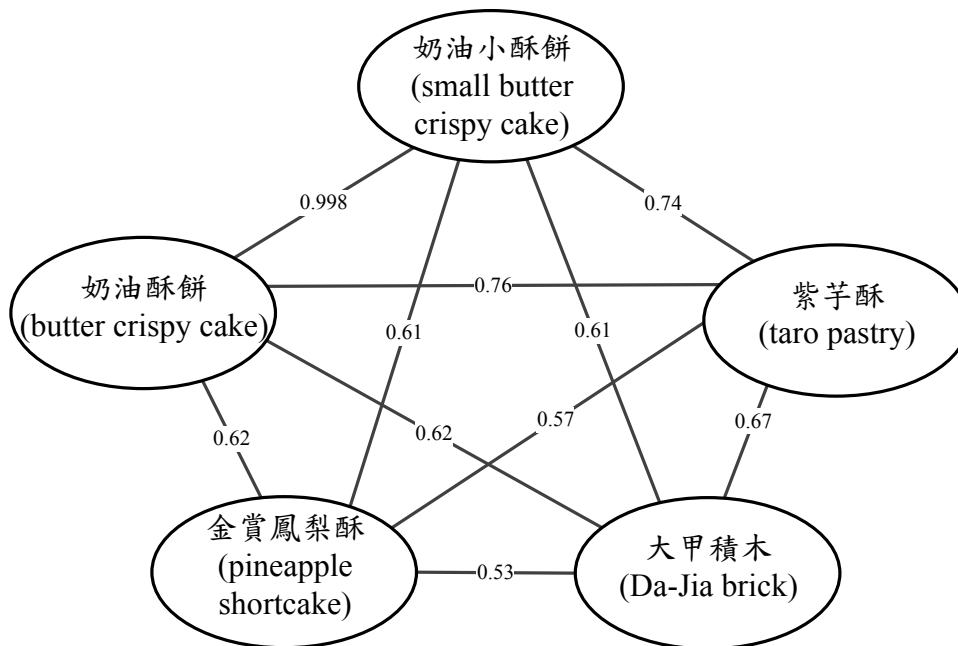 奶油小酥餅
(small butter
crispy cake)
0.998
0.74
奶油酥餅
(butter crispy cake)
0.76
紫芋酥
(taro pastry)
0.61
0.61
0.62
0.62
0.57
0.67
金賞鳳梨酥
(pineapple
shortcake)
0.53
大甲積木
(Da-Jia brick)